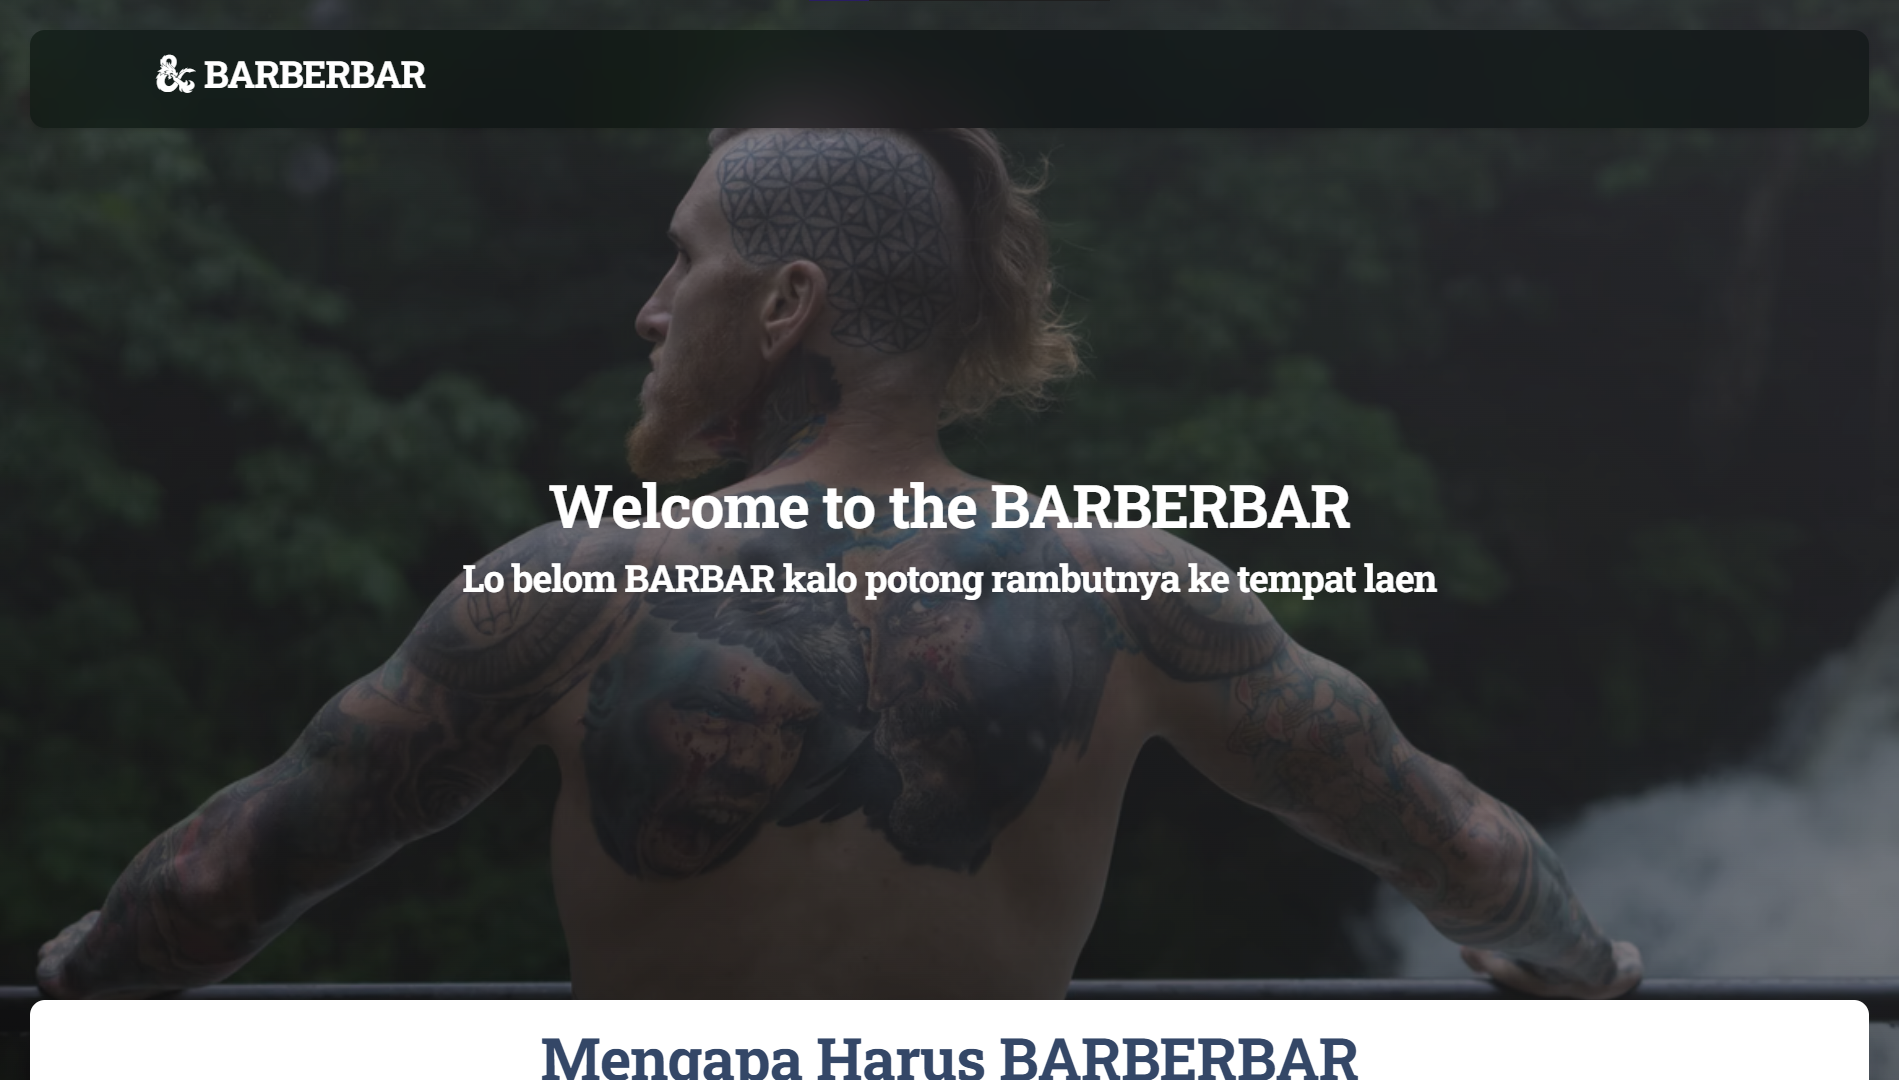 & BARBERBAR
Welcome to the BARBERBAR
Lo belom BARBAR kalo potong rambutnya ke tempat laen
Mengapa Harus BARBERBAR